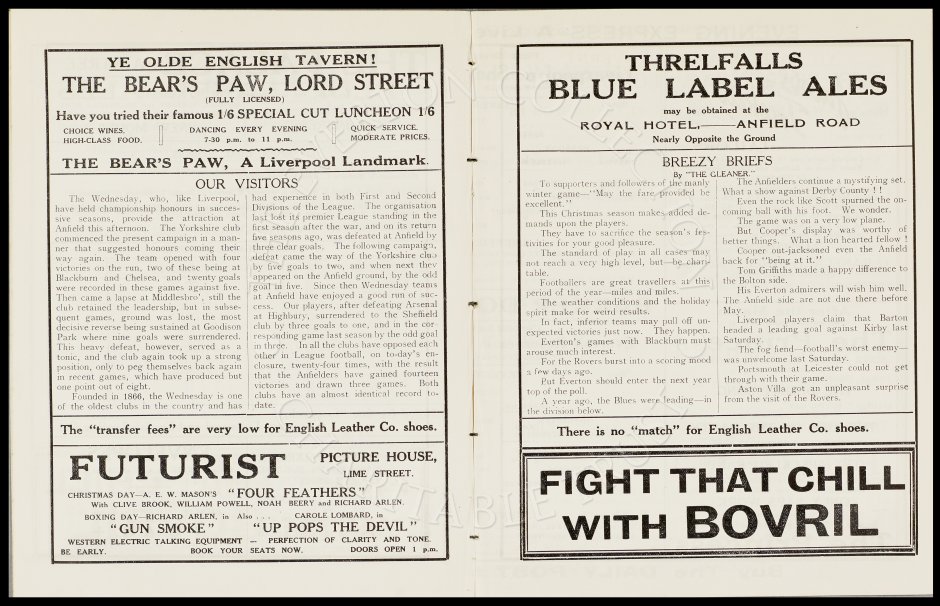 YE OLDE ENGLISH TAVERN!
THE BEAR'S PAW, LORD STREET
(FULLY LICENSED)
Have you tried their famous 1/6 SPECIAL CUT LUNCHEON 1/6
CHOICE WINES.
HIGH-CLASS FOOD.
DANCING EVERY EVENING
7-30 p.m. to 11 p.m.
QUICK SERVICE.
MODERATE PRICES.
THE BEAR'S PAW, A Liverpool Landmark.
OUR VISITORS
The Wednesday, who, like Liverpool,
have held championship honours in succes-
sive seasons, provide the attraction at
Anfield this afternoon. The Yorkshire club
commenced the present campaign in a man-
ner that suggested honours coming their
way again. The team opened with four
victories on the run, two of these being at
Blackburn and Chelsea, and twenty goals
were recorded in these games against five.
Then came a lapse at Middlesbro', still the
club retained the leadership, but in subse-
quent games, ground was lost, the most
decisive reverse being sustained at Goodison
Park where nine goals were surrendered.
This heavy defeat, however, served as a
tonic, and the club again took up a strong
position, only to peg themselves back again
in recent games, which have produced but
one point out of eight.
Founded in 1866, the Wednesday is one
of the oldest clubs in the country and has
had experience in both First and Second
Divisions of the League. The organisation
last lost its premier League standing in the
first season after the war, and on its return
five seasons ago, was defeated at Anfield by
three clear goals. The following campaign,
defeat came the way of the Yorkshire club
by five goals to two, and when next they
appeared on the Anfield ground, by the odd
goal in five. Since then Wednesday teams
at Anfield have enjoyed a good run of suc-
cess. Our players, after defeating Arsenal
at Highbury, surrendered to the Sheffield
club by three goals to one, and in the cor-
responding game last season by the odd goal
in three. In all the clubs have opposed each
other in League football, on to-day's en-
closure, twenty-four times, with the result
that the Anfielders have gained fourteen
victories and drawn three games. Both
clubs have an almost identical record to-
date.
The "transfer fees" are very low for English Leather Co. shoes.
FUTURIST PICTURE HOUSE,
LIME STREET.
CHRISTMAS DAY—A. E. W. MASON'S "FOUR FEATHERS"
With CLIVE BROOK, WILLIAM POWELL, NOAH BEERY and RICHARD ARLEN.
BOXING DAY—RICHARD ARLEN, in Also . . . CAROLE LOMBARD, in
"GUN SMOKE" "UP POPS THE DEVIL"
WESTERN ELECTRIC TALKING EQUIPMENT — PERFECTION OF CLARITY AND TONE.
BE EARLY. BOOK YOUR SEATS NOW. DOORS OPEN 1 p.m.
THRELFALLS
BLUE LABEL ALES
may be obtained at the
ROYAL HOTEL,——ANFIELD ROAD
Nearly Opposite the Ground
BREEZY BRIEFS
By "THE GLEANER."
To supporters and followers of the manly
winter game—"May the fare provided be
excellent."
This Christmas season makes added de-
mands upon the players.
They have to sacrifice the season's fes-
tivities for your good pleasure.
The standard of play in all cases may
not reach a very high level, but—be chari-
table.
Footballers are great travellers at this
period of the year—miles and miles.
The weather conditions and the holiday
spirit make for weird results.
In fact, inferior teams may pull off un-
expected victories just now. They happen.
Everton's games with Blackburn must
arouse much interest.
For the Rovers burst into a scoring mood
a few days ago.
Put Everton should enter the next year
top of the poll.
A year ago, the Blues were leading—in
the division below.
The Anfielders continue a mystifying set.
What a show against Derby County ! !
Even the rock like Scott spurned the on-
coming ball with his foot. We wonder.
The game was on a very low plane.
But Cooper's display was worthy of
better things. What a lion hearted fellow !
Cooper out-jacksoned even the Anfield
back for "being at it."
Tom Griffiths made a happy difference to
the Bolton side.
His Everton admirers will wish him well.
The Anfield side are not due there before
May.
Liverpool players claim that Barton
headed a leading goal against Kirby last
Saturday.
The fog fiend—football's worst enemy—
was unwelcome last Saturday.
Portsmouth at Leicester could not get
through with their game.
Aston Villa got an unpleasant surprise
from the visit of the Rovers.
There is no "match" for English Leather Co. shoes.
FIGHT THAT CHILL
WITH BOVRIL